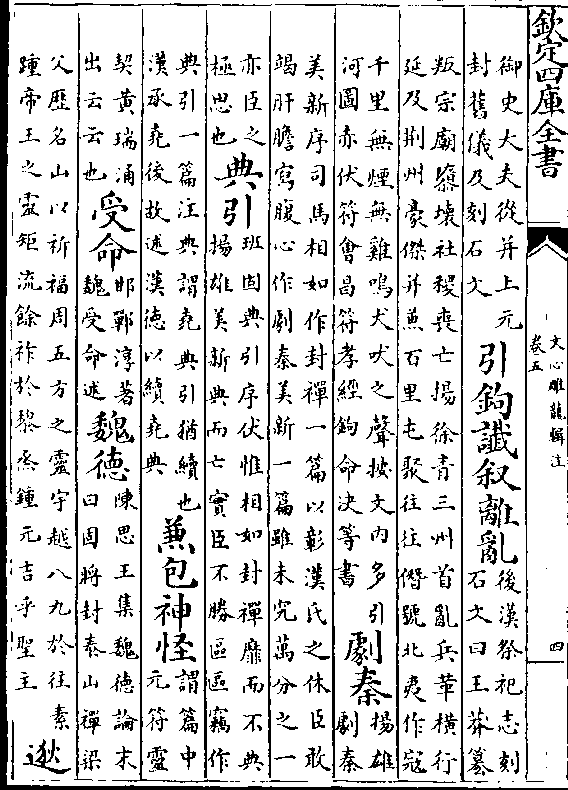 欽定四庫全書
文心雕龍輯注
卷五
四
御史大夫從并上元
封舊儀及刻石文
引鉤讖叙離亂
後漢祭祀志刻
石文曰王莽簒
叛宗廟隳壞社稷喪亡揚徐青三州首亂兵革橫行
延及荆州豪傑并兼百里屯聚往往僭號北夷作寇
千里無煙無雞鳴犬吠之聲按文内多引
河圖赤伏符會昌符孝經鉤命決等書
劇秦
揚雄
劇秦
美新序司馬相如作封禪一篇以彰漢氏之休臣敢
竭肝膽寫腹心作劇秦美新一篇雖未究萬分之一
亦臣之
極思也
典引
班固典引序伏惟相如封禪靡而不典
揚雄美新典而亡實臣不勝區區竊作
典引一篇注典謂堯典引猶續也
漢承堯後故述漢德以續堯典
兼包神怪
謂篇中
元符靈
契黃瑞涌
出云云也
受命
邯鄲淳著
魏受命述
魏德
陳思王集魏德論末
曰固將封泰山禪梁
父歴名山以祈福周五方之靈宇越八九於往素
踵帝王之靈矩流餘祚於黎烝鍾元吉乎聖主
逖